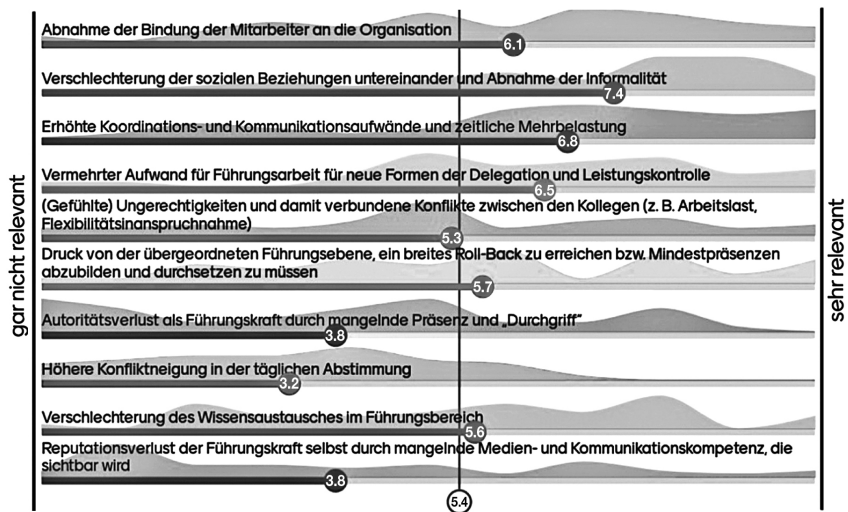 Abnahme der Bindung der Mitarbeiter an die Organisation
6.1
Verschlechterung der sozialen Beziehungen untereinander und Abnahme der Informalität
7.4
Erhöhte Koordinations- und Kommunikationsaufwände und zeitliche Mehrbelastung
6.8
Vermehrter Aufwand für Führungsarbeit für neue Formen der Delegation und Leistungskontrolle
6.5
(Gefühlte) Ungerechtigkeiten und damit verbundene Konflikte zwischen den Kollegen (z. B. Arbeitslast,
Flexibilitätsinanspruchnahme)
5.3
Druck von der übergeordneten Führungsebene, ein breites Roll-Back zu erreichen bzw. Mindestpräsenzen
abzubilden und durchsetzen zu müssen
5.7
Autoritätsverlust als Führungskraft durch mangelnde Präsenz und „Durchgriff“
3.8
Höhere Konfliktneigung in der täglichen Abstimmung
3.2
Verschlechterung des Wissensaustausches im Führungsbereich
5.6
Reputationsverlust der Führungskraft selbst durch mangelnde Medien- und Kommunikationskompetenz, die
sichtbar wird
3.8
5.4
gar nicht relevant
sehr relevant